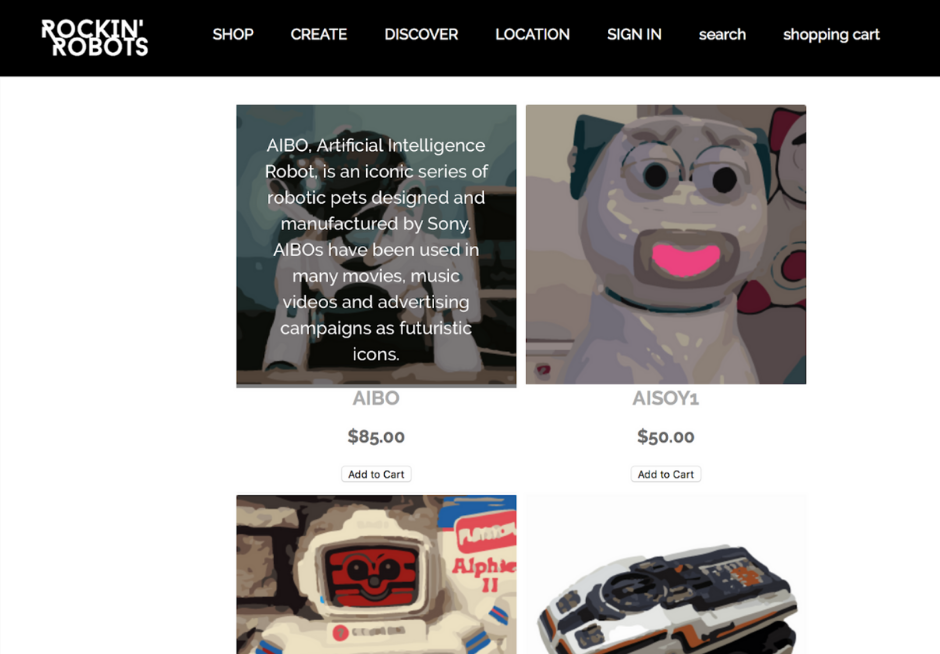 ROCKIN'
ROBOTS
SHOP CREATE DISCOVER LOCATION SIGN IN search shopping cart
AIBO, Artificial Intelligence
Robot, is an iconic series of
robotic pets designed and
manufactured by Sony.
AIBOs have been used in
many movies, music
videos and advertising
campaigns as futuristic
icons.
AIBO
$85.00
Add to Cart
AISOY1
$50.00
Add to Cart
Alphie
II